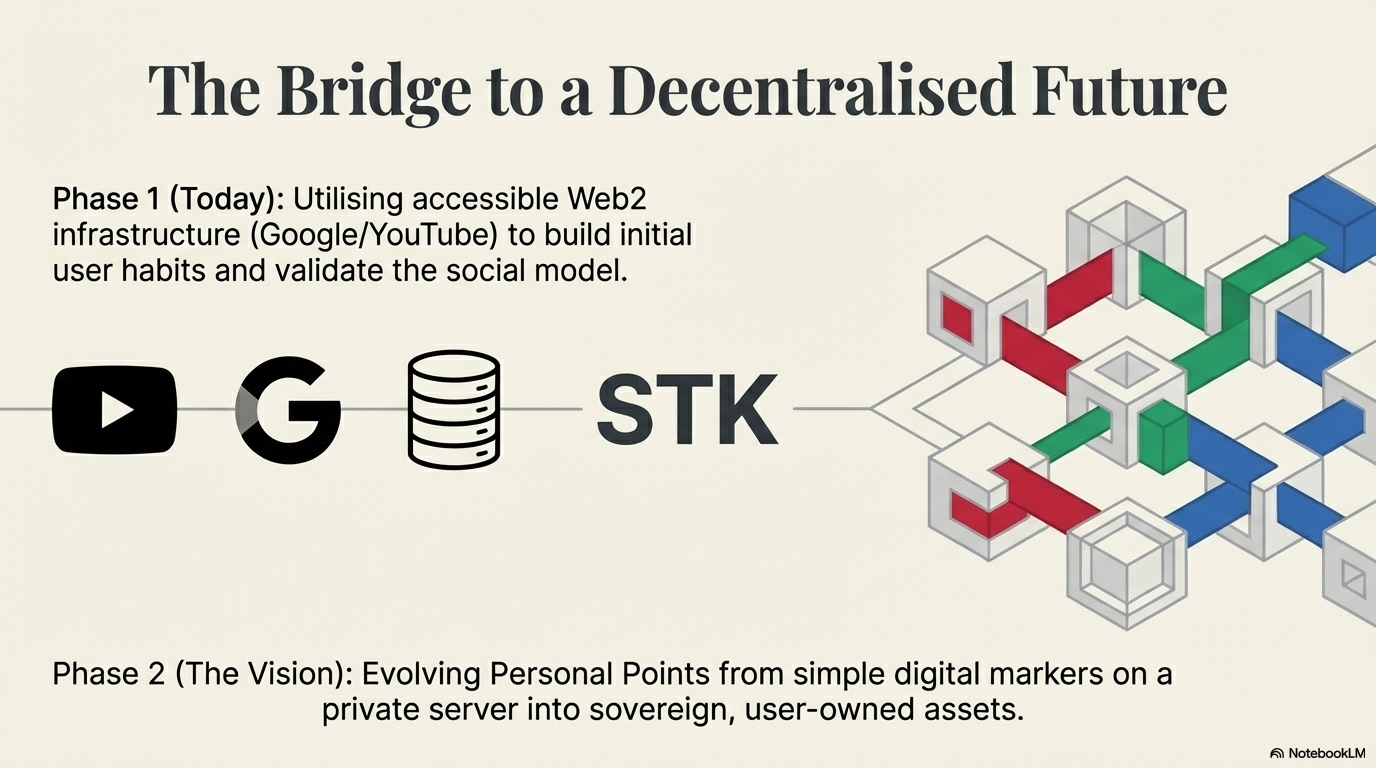 The Bridge to a Decentralised Future
Phase 1 (Today): Utilising accessible Web2
infrastructure (Google/YouTube) to build initial
user habits and validate the social model.
STK
Phase 2 (The Vision): Evolving Personal Points from simple digital markers on a
private server into sovereign, user-owned assets.
NotebookLM